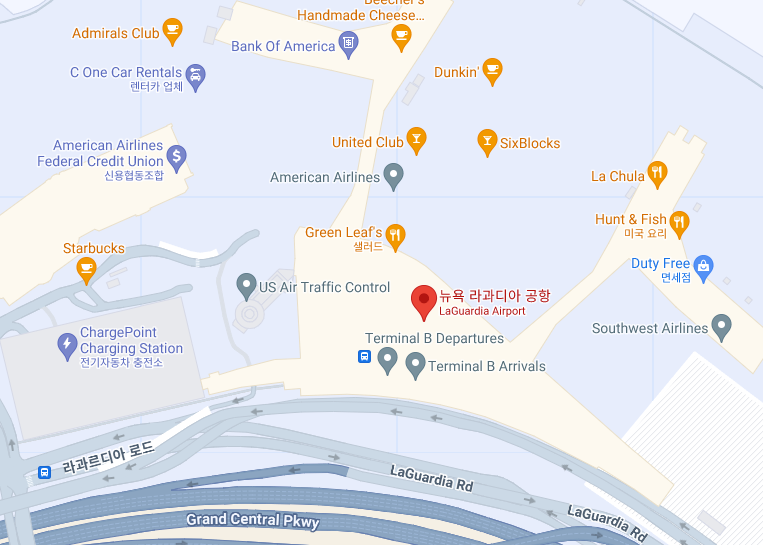 Beecher's
Handmade Cheese...
Admirals Club
Bank Of America
C One Car Rentals
렌터카 업체
Dunkin'
American Airlines
Federal Credit Union
신용협동조합
United Club
SixBlocks
American Airlines
La Chula
Green Leaf's
샐러드
Hunt & Fish
미국 요리
Starbucks
Duty Free
면세점
US Air Traffic Control
뉴욕 라과디아 공항
LaGuardia Airport
Southwest Airlines
ChargePoint
Charging Station
전기자동차 충전소
Terminal B Departures
Terminal B Arrivals
라과르디아 로드
LaGuardia Rd
LaGuardia Rd
Grand Central Pkwy